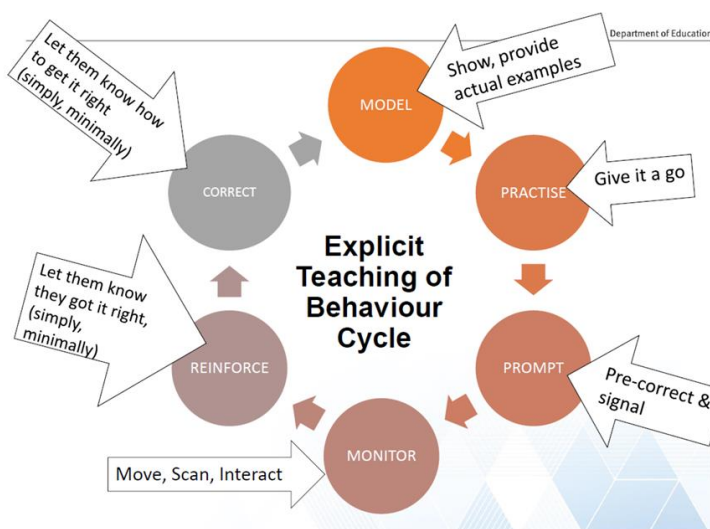 Department of Education
Let them know how
to get it right
(simply, minimally)
MODEL
Show, provide
actual examples
CORRECT
PRACTISE
Give it a go
Explicit
Teaching of
Behaviour
Cycle
Let them know
they got it right,
(simply,
minimally)
REINFORCE
PROMPT
Pre-correct &
signal
MONITOR
Move, Scan, Interact